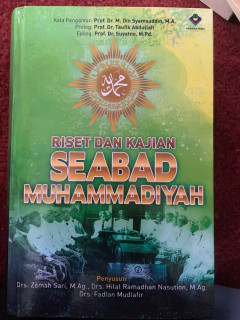 Kata Pengantar: Prof. Dr. M. Din Syamsuddin, M.A.
Prolog: Prof. Dr. Taufik Abdullah
Epilog: Prof. Dr. Suyatno, M.Pd.
محمد
RISET DAN KAJIAN
SEABAD
MUHAMMADIYAH
Penyusun
Drs. Zamah Sari, M.Ag., Drs. Hilal Ramadhan Nasution, M.Ag.
Drs. Fadlan Mudlafir